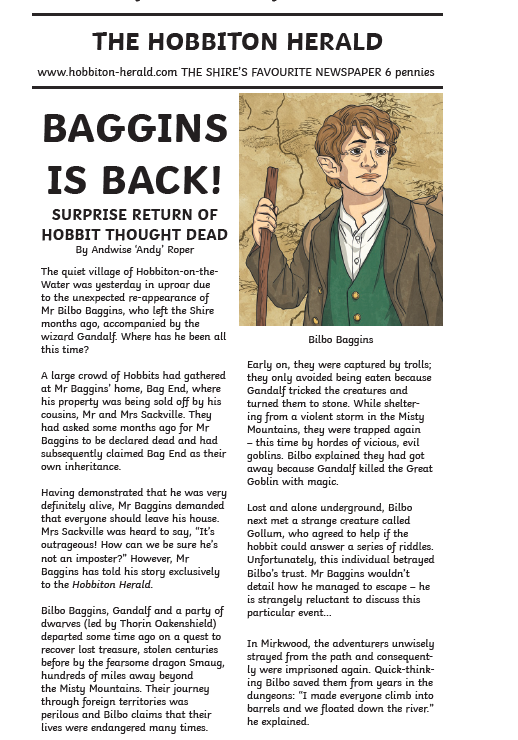 THE HOBBITON HERALD
www.hobbiton-herald.com THE SHIRE'S FAVOURITE NEWSPAPER 6 pennies
BAGGINS
IS BACK!
SURPRISE RETURN OF
HOBBIT THOUGHT DEAD
By Andwise ‘Andy’ Roper
The quiet village of Hobbiton-on-the-
Water was yesterday in uproar due
to the unexpected re-appearance of
Mr Bilbo Baggins, who left the Shire
months ago, accompanied by the
wizard Gandalf. Where has he been all
this time?
A large crowd of Hobbits had gathered
at Mr Baggins’ home, Bag End, where
his property was being sold off by his
cousins, Mr and Mrs Sackville. They
had asked some months ago for Mr
Baggins to be declared dead and had
subsequently claimed Bag End as their
own inheritance.
Having demonstrated that he was very
definitely alive, Mr Baggins demanded
that everyone should leave his house.
Mrs Sackville was heard to say, “It’s
outrageous! How can we be sure he’s
not an imposter?” However, Mr
Baggins has told his story exclusively
to the Hobbiton Herald.
Bilbo Baggins, Gandalf and a party of
dwarves (led by Thorin Oakenshield)
departed some time ago on a quest to
recover lost treasure, stolen centuries
before by the fearsome dragon Smaug,
hundreds of miles away beyond
the Misty Mountains. Their journey
through foreign territories was
perilous and Bilbo claims that their
lives were endangered many times.
Bilbo Baggins
Early on, they were captured by trolls;
they only avoided being eaten because
Gandalf tricked the creatures and
turned them to stone. While shelter-
ing from a violent storm in the Misty
Mountains, they were trapped again
– this time by hordes of vicious, evil
goblins. Bilbo explained they had got
away because Gandalf killed the Great
Goblin with magic.
Lost and alone underground, Bilbo
next met a strange creature called
Gollum, who agreed to help if the
hobbit could answer a series of riddles.
Unfortunately, this individual betrayed
Bilbo’s trust. Mr Baggins wouldn’t
detail how he managed to escape – he
is strangely reluctant to discuss this
particular event...
In Mirkwood, the adventurers unwisely
strayed from the path and consequent-
ly were imprisoned again. Quick-think-
ing Bilbo saved them from years in the
dungeons: “I made everyone climb into
barrels and we floated down the river.”
he explained.